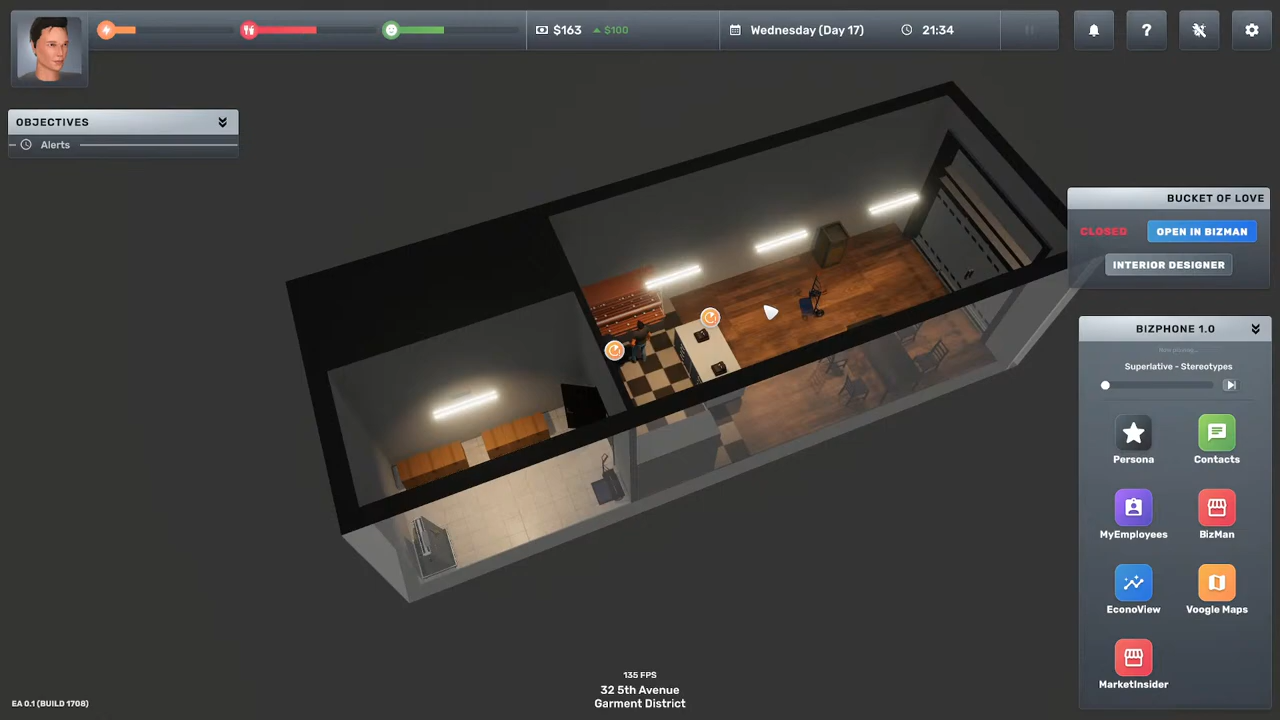 $163
$100
Wednesday (Day 17)
21:34
?
OBJECTIVES
Alerts
BUCKET OF LOVE
CLOSED
OPEN IN BIZMAN
INTERIOR DESIGNER
BIZPHONE 1.0
Now playing...
Superlative - Stereotypes
Persona
Contacts
MyEmployees
BizMan
EconoView
Voogle Maps
MarketInsider
135 FPS
32 5th Avenue
Garment District
EA 0.1 (BUILD 1708)